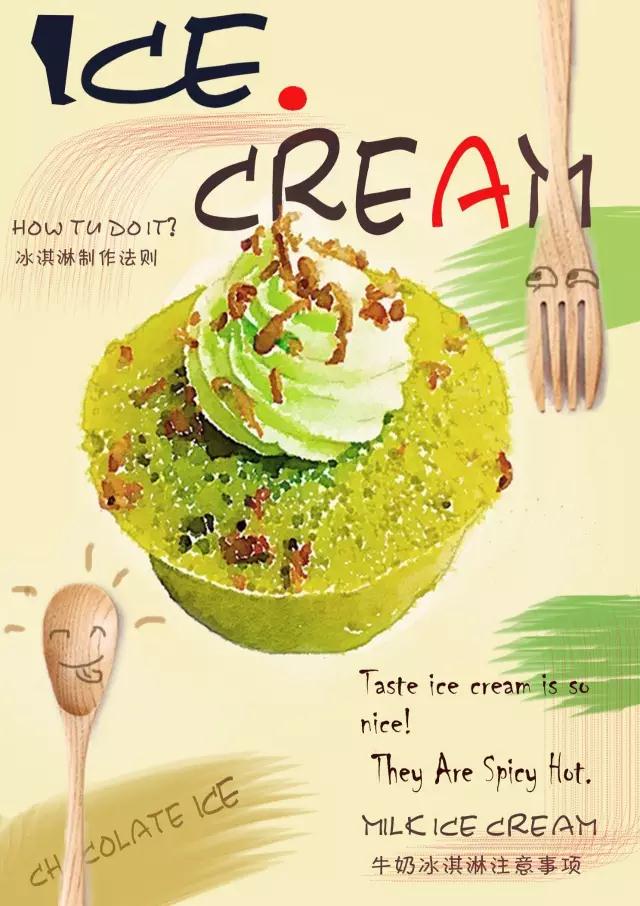 ICE.
CREAM
HOW TU DO IT?
冰淇淋制作法则
Taste ice cream is so
nice!
They Are Spicy Hot.
CHOCOLATE ICE
MILK ICE CREAM
牛奶冰淇淋注意事项